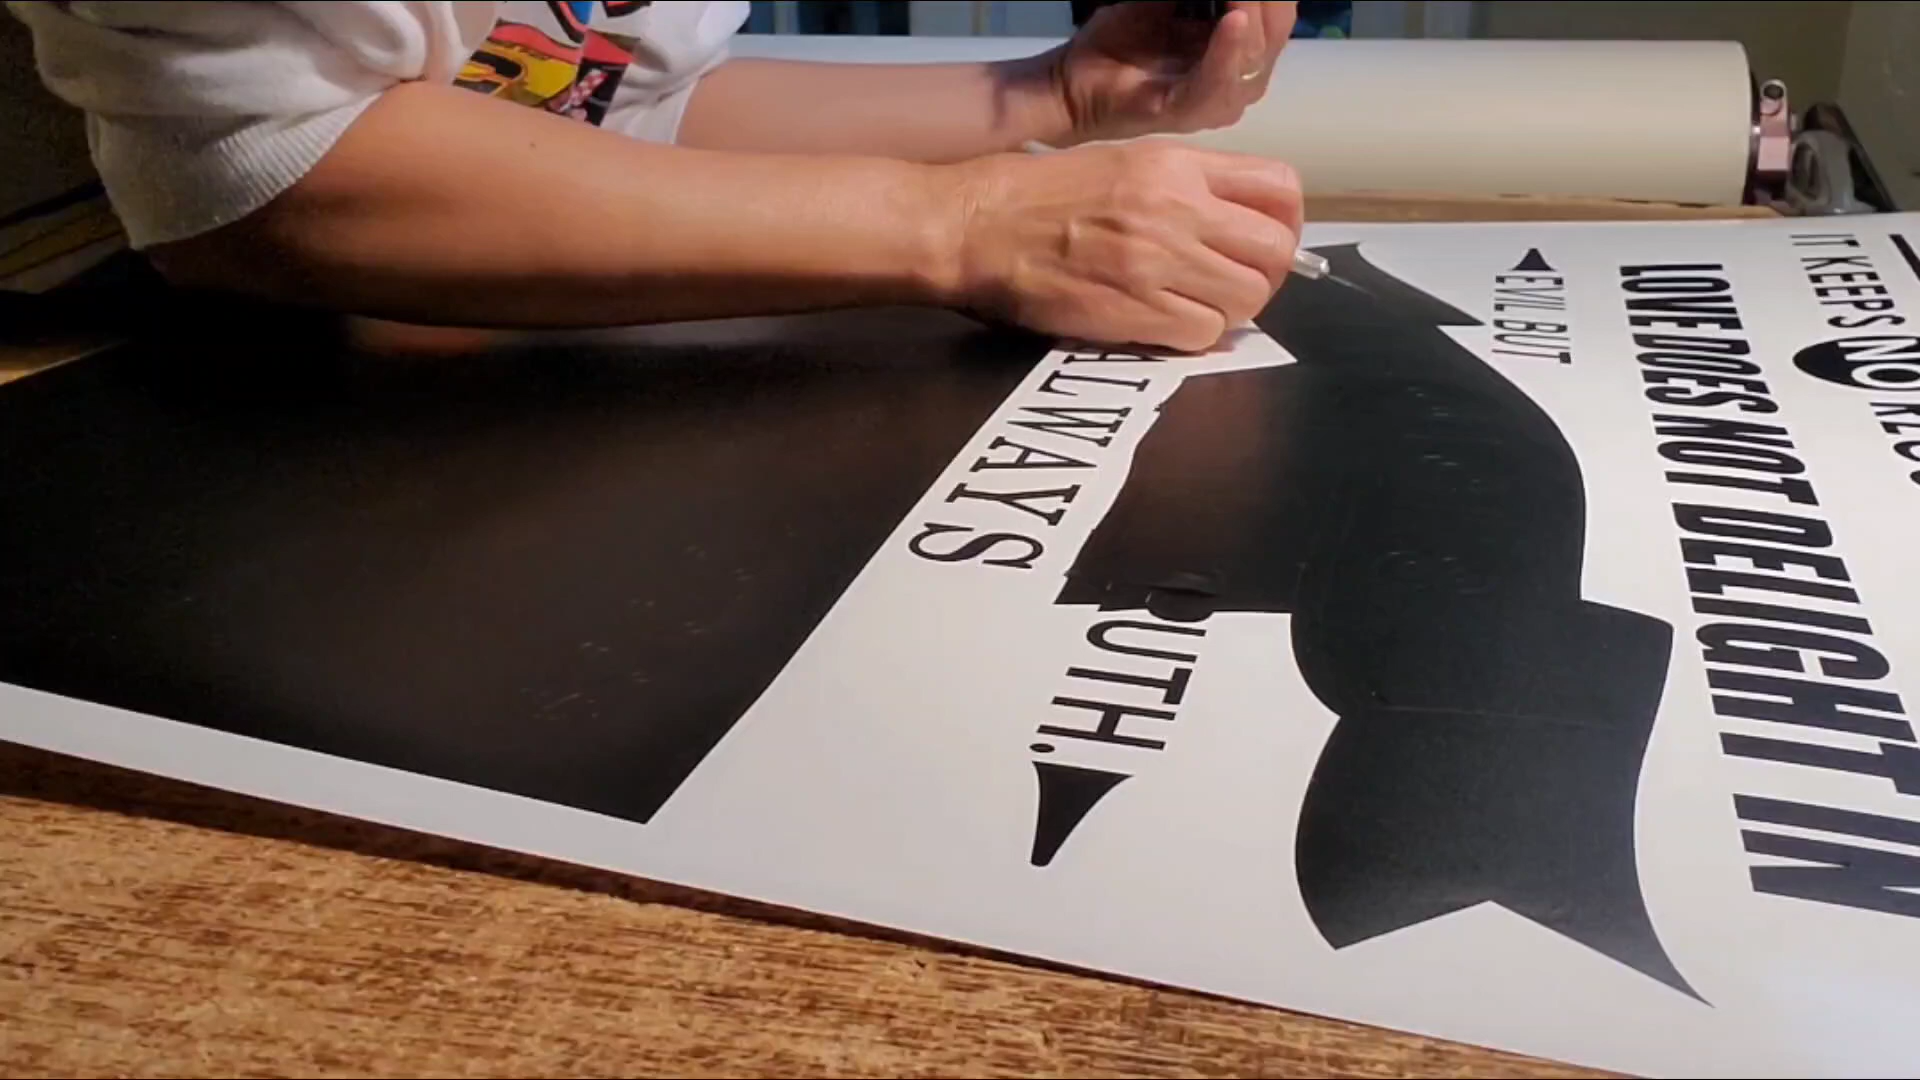 IT KEEPS NO
LOVE DOES NOT DELIGHT IN
EVIL BUT
UTH.
ALWAYS